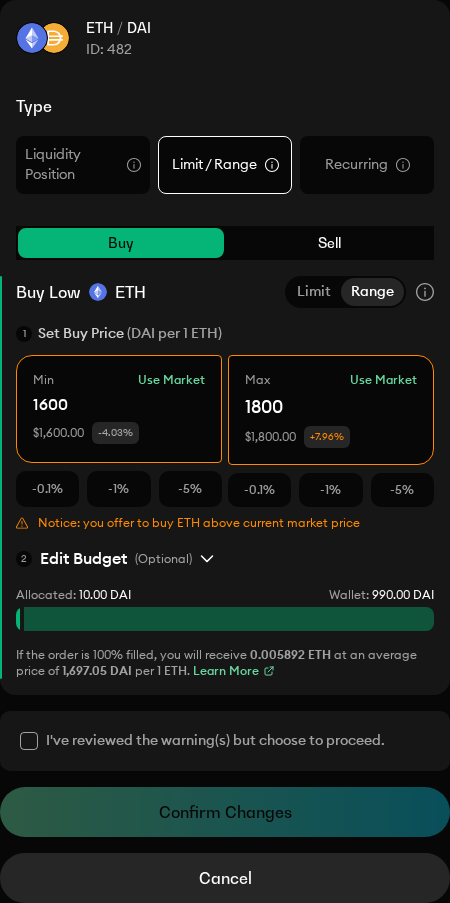 ETH / DAI
ID: 482
Type
Liquidity
Position
Limit / Range
Recurring
Buy
Sell
Buy Low ETH
Limit
Range
1 Set Buy Price (DAI per 1 ETH)
Min
Use Market
1600
$1,600.00
-4.03%
Max
Use Market
1800
$1,800.00
+7.96%
-0.1%
-1%
-5%
-0.1%
-1%
-5%
Notice: you offer to buy ETH above current market price
2 Edit Budget (Optional)
Allocated: 10.00 DAI
Wallet: 990.00 DAI
If the order is 100% filled, you will receive 0.005892 ETH at an average
price of 1,697.05 DAI per 1 ETH. Learn More
I've reviewed the warning(s) but choose to proceed.
Confirm Changes
Cancel